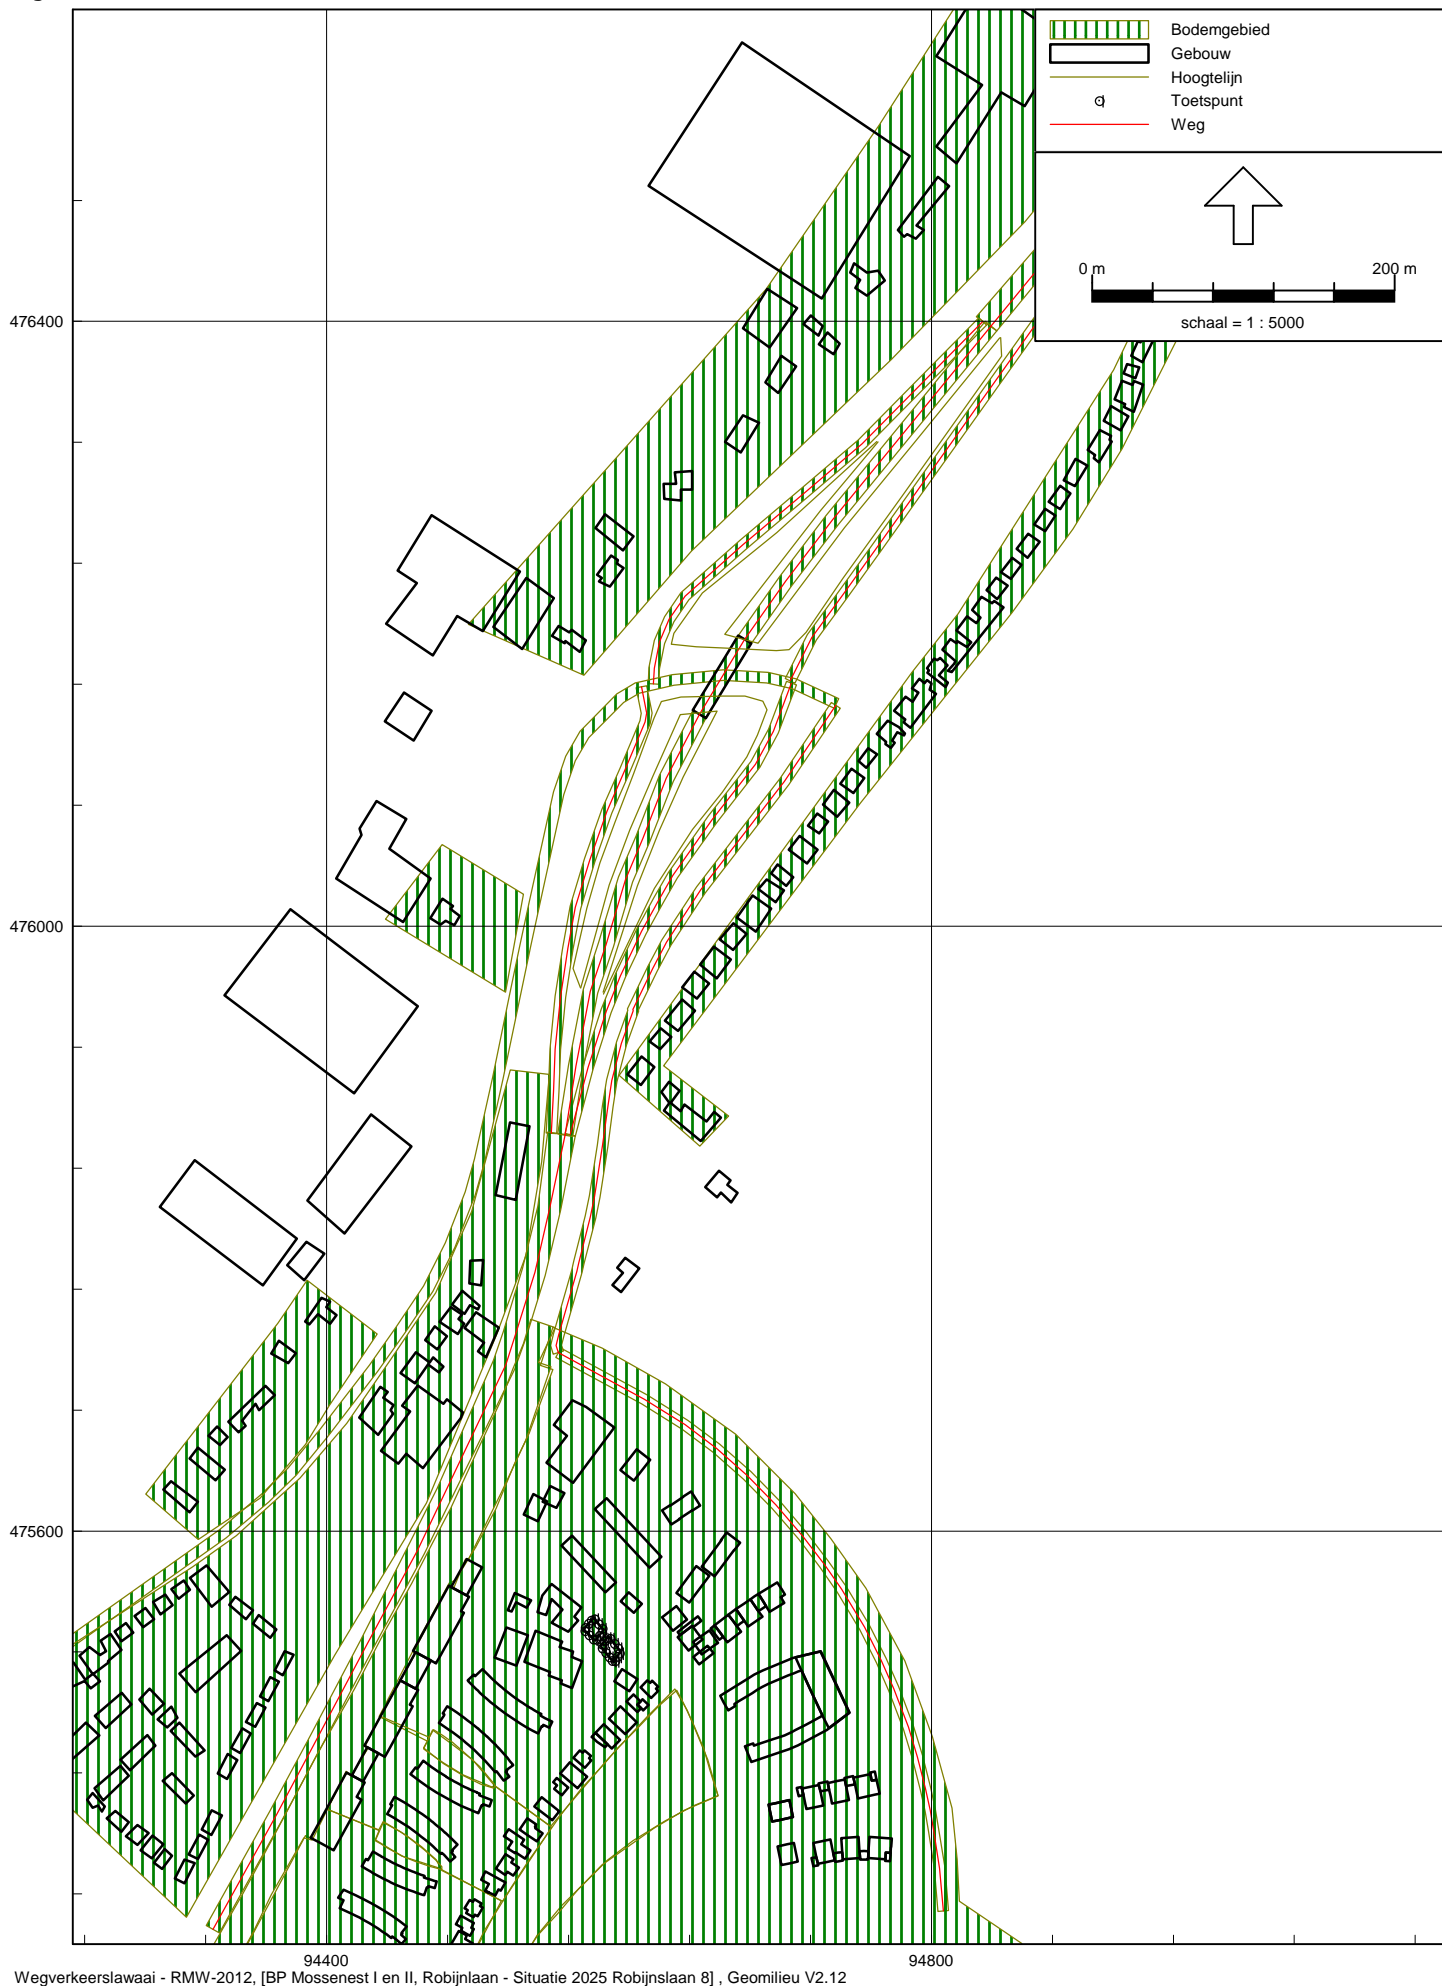 Bodemgebied
Gebouw
Hoogtelijn
Toetspunt
Weg
0 m 200 m
schaal = 1 : 5000
476400
476000
475600
94400 94800
Wegverkeerslawaai - RMW-2012, [BP Mossenest I en II, Robijnlaan - Situatie 2025 Robijnslaan 8] , Geomilieu V2.12